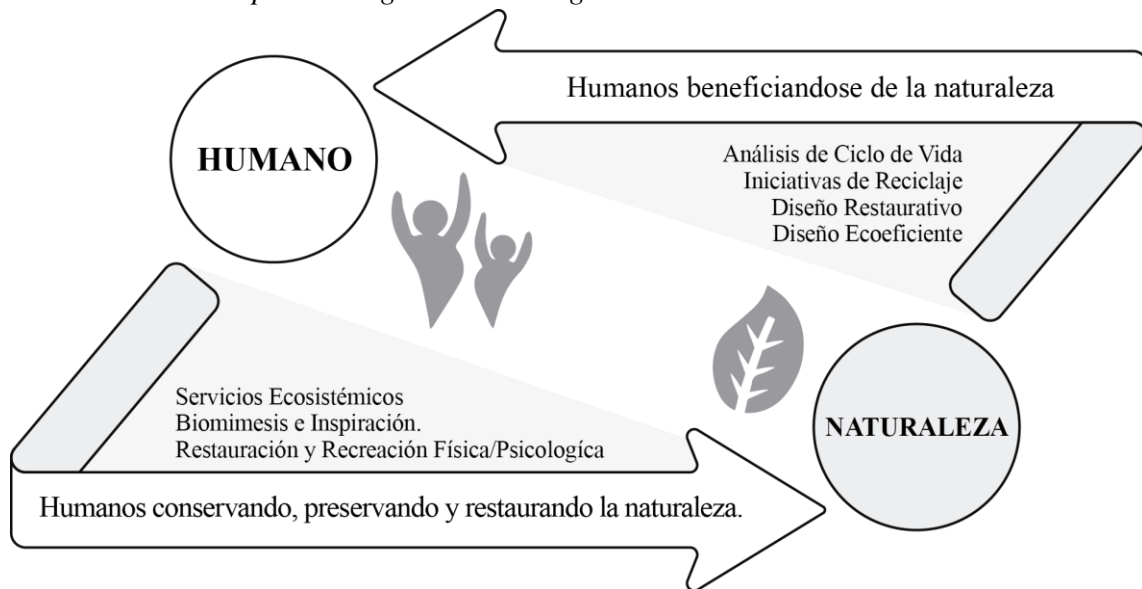 Humanos beneficiandose de la naturaleza
HUMANO
Análisis de Ciclo de Vida
Iniciativas de Reciclaje
Diseño Restaurativo
Diseño Ecoeficiente
Servicios Ecosistémicos
Biomimesis e Inspiración.
Restauración y Recreación Física/Psicologíca
NATURALEZA
Humanos conservando, preservando y restaurando la naturaleza.